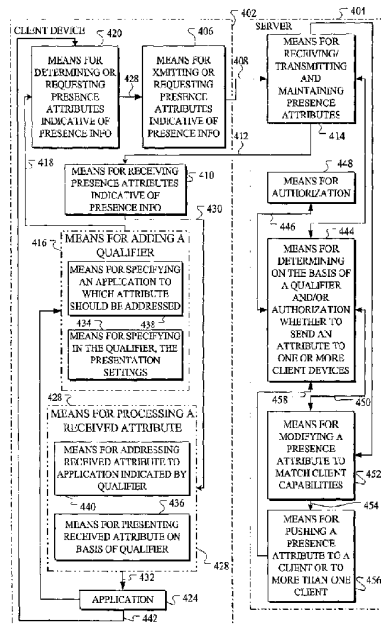 402
401
CLIENT DEVICE
420
406
SERVER
MEANS FOR
DETERMINING OR
REQUESTING
PRESENCE
ATTRIBUTES
INDICATIVE OF
PRESENCE INFO
428
MEANS FOR
XMITTING OR
REQUESTING
PRESENCE
ATTRIBUTES
INDICATIVE OF
PRESENCE INFO
408
MEANS FOR
RECEIVING/
TRANSMITTING
AND
MAINTAINING
PRESENCE
ATTRIBUTES
412
414
418
MEANS FOR RECEIVING
PRESENCE ATTRIBUTES
INDICATIVE OF
PRESENCE INFO
410
430
448
MEANS FOR
AUTHORIZATION
446
444
416
MEANS FOR ADDING A
QUALIFIER
MEANS FOR SPECIFYING
AN APPLICATION TO
WHICH ATTRIBUTE
SHOULD BE ADDRESSED
434
438
MEANS FOR SPECIFYING
IN THE QUALIFIER, THE
PRESENTATION
SETTINGS
MEANS FOR
DETERMINING
ON THE BASIS OF
A QUALIFIER
AND/OR
AUTHORIZATION
WHETHER TO
SEND AN
ATTRIBUTE TO
ONE OR MORE
CLIENT DEVICES
458
450
428
MEANS FOR PROCESSING A
RECEIVED ATTRIBUTE
MEANS FOR ADDRESSING
RECEIVED ATTRIBUTE TO
APPLICATION INDICATED BY
QUALIFIER
440
436
MEANS FOR PRESENTING
RECEIVED ATTRIBUTE ON
BASIS OF QUALIFIER
428
MEANS FOR
MODIFYING A
PRESENCE
ATTRIBUTE TO
MATCH CLIENT
CAPABILITIES
452
454
MEANS FOR
PUSHING A
PRESENCE
ATTRIBUTE TO A
CLIENT OR TO
MORE THAN ONE
CLIENT
456
432
APPLICATION
424
442